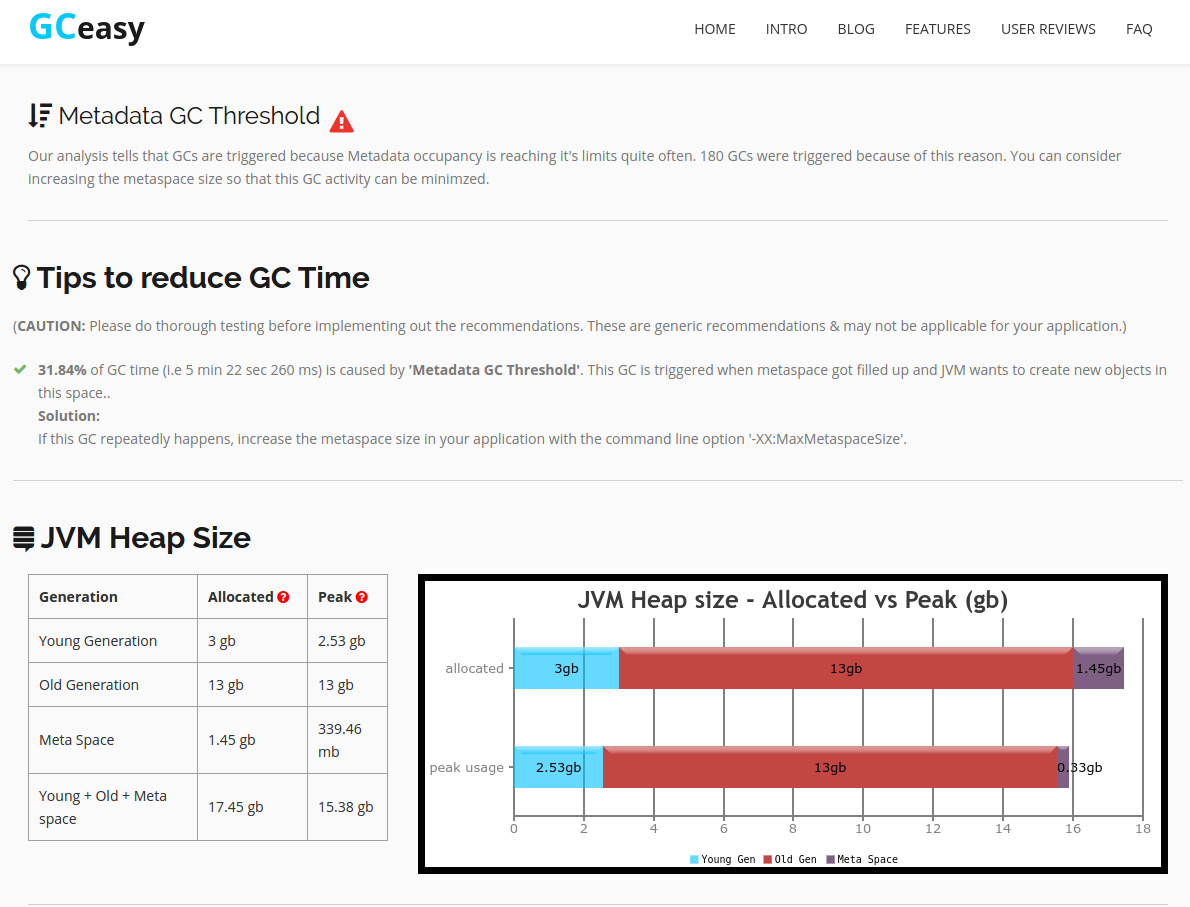 GCeasy
HOME INTRO BLOG FEATURES USER REVIEWS FAQ
Metadata GC Threshold
Our analysis tells that GCs are triggered because Metadata occupancy is reaching it's limits quite often. 180 GCs were triggered because of this reason. You can consider
increasing the metaspace size so that this GC activity can be minimzed.
Tips to reduce GC Time
(CAUTION: Please do thorough testing before implementing out the recommendations. These are generic recommendations & may not be applicable for your application.)
31.84% of GC time (i.e 5 min 22 sec 260 ms) is caused by 'Metadata GC Threshold'. This GC is triggered when metaspace got filled up and JVM wants to create new objects in
this space..
Solution:
If this GC repeatedly happens, increase the metaspace size in your application with the command line option '-XX:MaxMetaspaceSize'.
JVM Heap Size
Generation Allocated Peak
Young Generation 3 gb 2.53 gb
Old Generation 13 gb 13 gb
Meta Space 1.45 gb 339.46
mb
Young + Old + Meta
space 17.45 gb 15.38 gb
JVM Heap size - Allocated vs Peak (gb)
allocated 3gb 13gb 1.45gb
peak usage 2.53gb 13gb 0.33gb
0 2 4 6 8 10 12 14 16 18
Young Gen Old Gen Meta Space